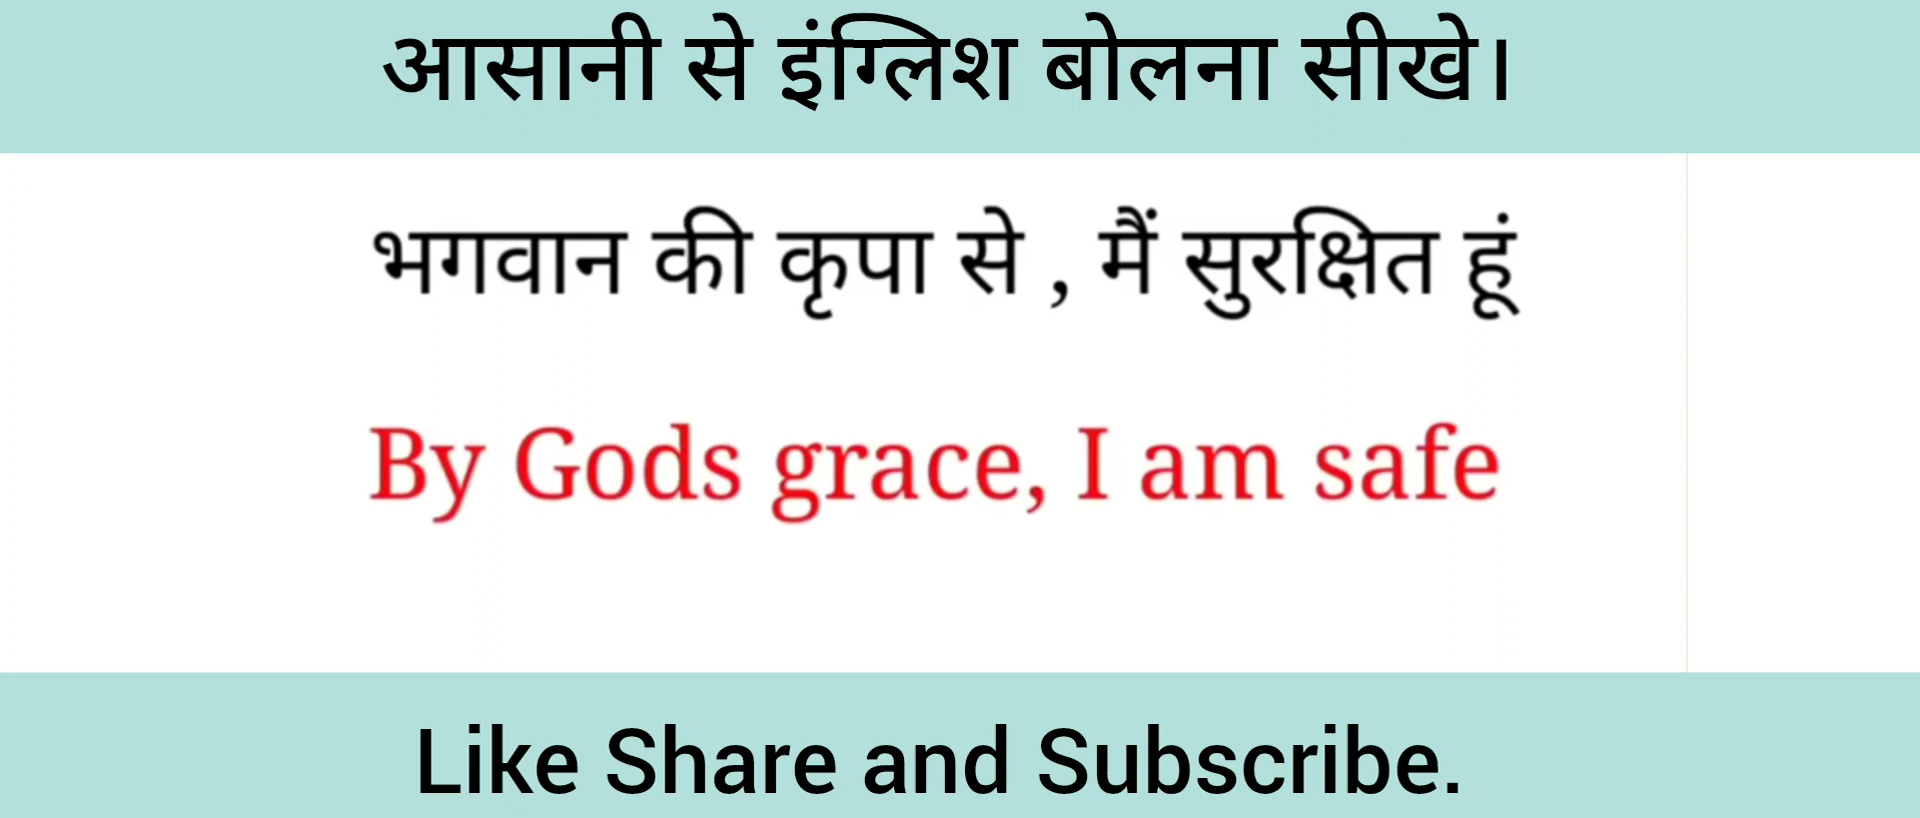 आसानी से इंग्लिश बोलना सीखे।
भगवान की कृपा से , मैं सुरक्षित हूं
By Gods grace, I am safe
Like Share and Subscribe.